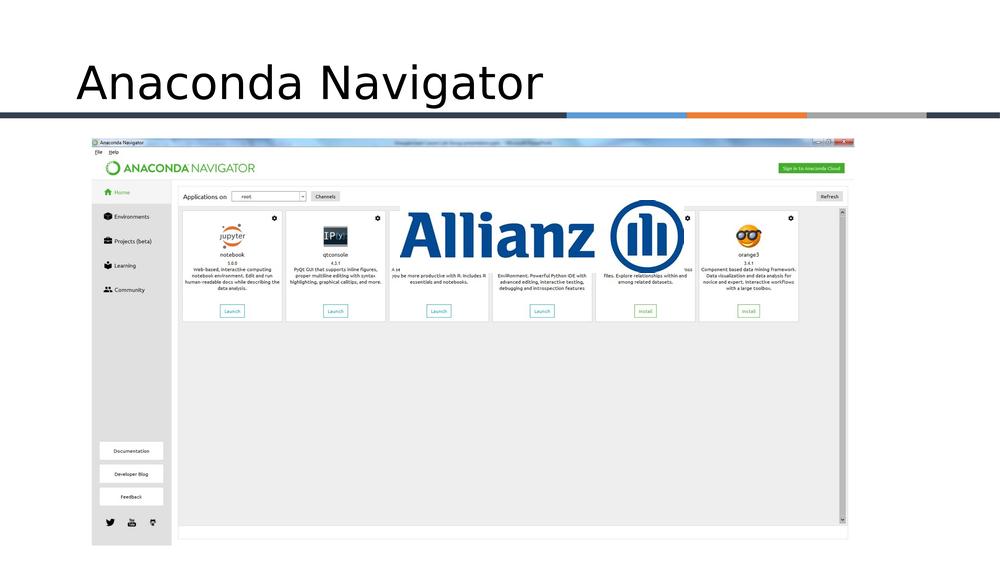 Anaconda Navigator
Anaconda Navigator
File Help
ANACONDA NAVIGATOR
Sign in to Anaconda Cloud
Home
Environments
Projects (beta)
Learning
Community
Documentation
Developer Blog
Feedback
Applications on root Channels Refresh
jupyter
notebook
5.0.0
Web-based, interactive computing
notebook environment. Edit and run
human-readable docs while describing the
data analysis.
Launch
IP[y]:
qtconsole
4.3.1
PyQt GUI that supports inline figures,
proper multiline editing with syntax
highlighting, graphical calltips, and more.
Launch
Allianz
A se
you be more productive with R. Includes R
essentials and notebooks.
Launch
EnviRonment. Powerful Python IDE with
advanced editing, interactive testing,
debugging and introspection features
Launch
files. Explore relationships within and
among related datasets.
Install
orange3
3.4.1
Component based data mining framework.
Data visualization and data analysis for
novice and expert. Interactive workflows
with a large toolbox.
Install